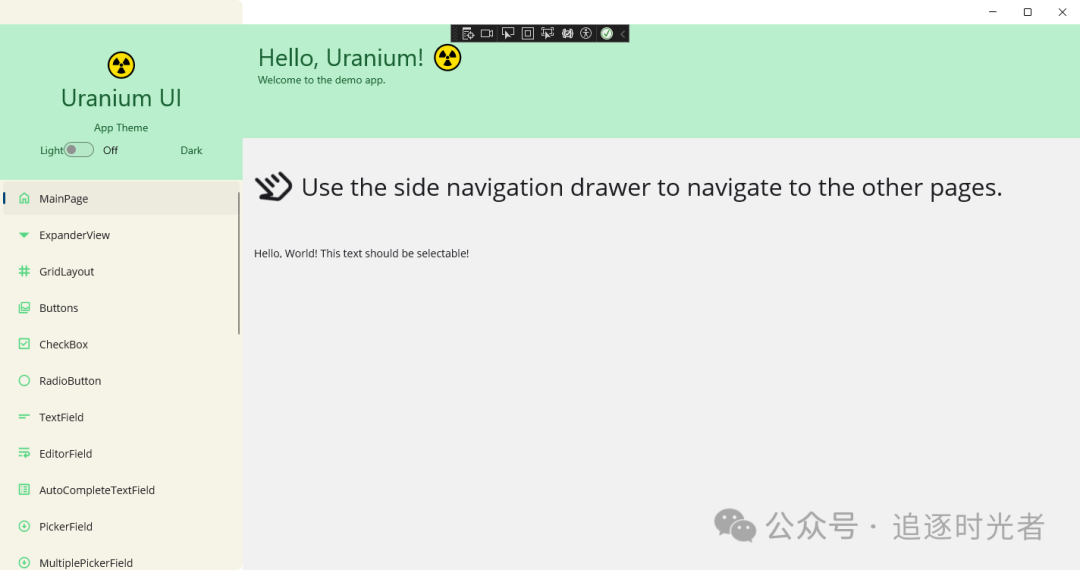 Uranium UI
App Theme
Light Off Dark
MainPage
ExpanderView
GridLayout
Buttons
CheckBox
RadioButton
TextField
EditorField
AutoCompleteTextField
PickerField
MultiplePickerField
Hello, Uranium!
Welcome to the demo app.
Use the side navigation drawer to navigate to the other pages.
Hello, World! This text should be selectable!
公众号 · 追逐时光者